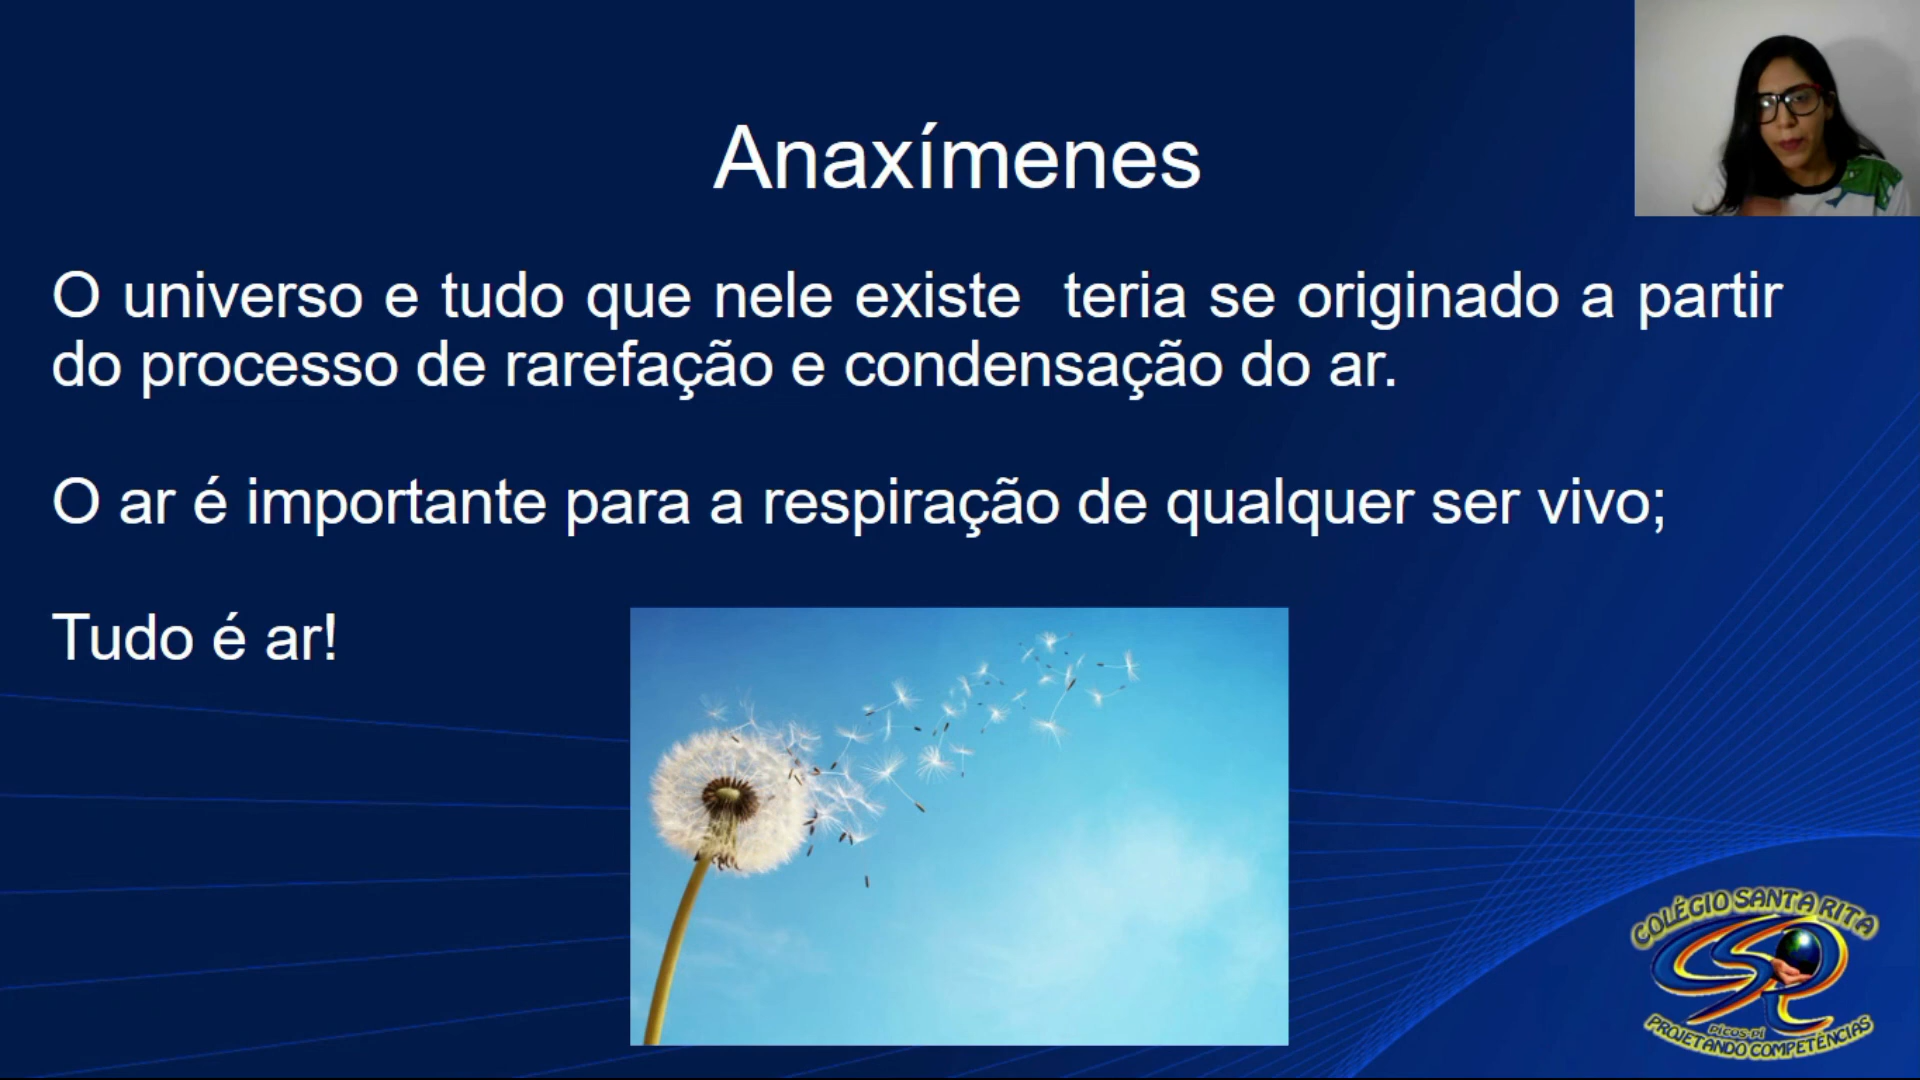 Anaxímenes
O universo e tudo que nele existe  teria se originado a partir
do processo de rarefação e condensação do ar.
O ar é importante para a respiração de qualquer ser vivo;
Tudo é ar!
COLÉGIO SANTA RITA
PICOS-PI
PROJETANDO COMPETÊNCIAS